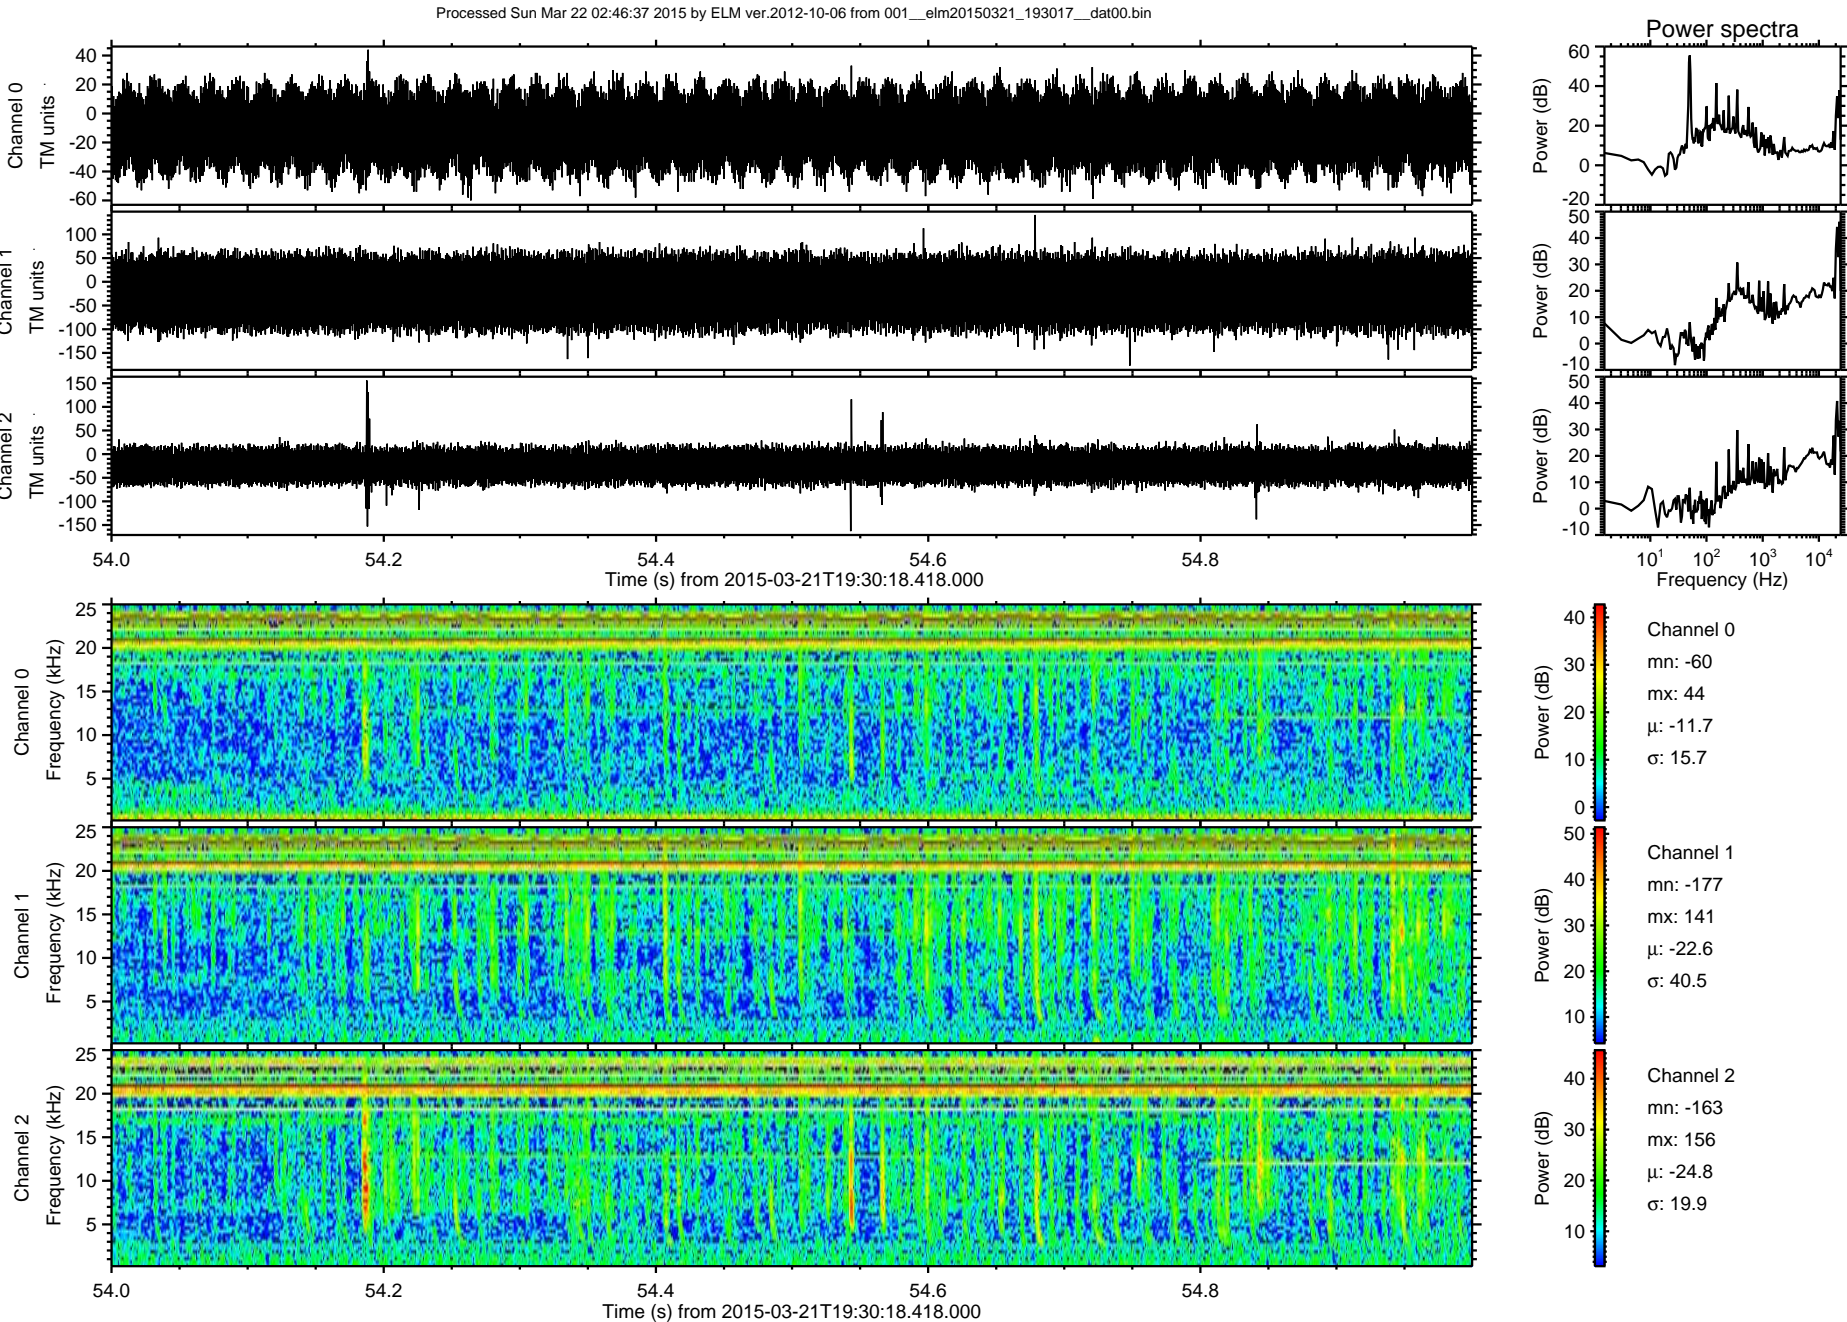 Processed Sun Mar 22 02:46:37 2015 by ELM ver.2012-10-06 from 001__elm20150321_193017__dat00.bin
Power spectra
Channel 0
TM units
40
20
0
-20
-40
-60
Power (dB)
60
40
20
0
-20
Channel 1
TM units
100
50
0
-50
-100
-150
Power (dB)
50
40
30
20
10
0
-10
Channel 2
TM units
150
100
50
0
-50
-100
-150
Power (dB)
50
40
30
20
10
0
-10
54.0 54.2 54.4 54.6 54.8
Time (s) from 2015-03-21T19:30:18.418.000
10^1 10^2 10^3 10^4
Frequency (Hz)
Channel 0
Frequency (kHz)
25
20
15
10
5
Power (dB)
40
30
20
10
0
Channel 0
mn: -60
mx: 44
μ: -11.7
σ: 15.7
Channel 1
Frequency (kHz)
25
20
15
10
5
Power (dB)
50
40
30
20
10
Channel 1
mn: -177
mx: 141
μ: -22.6
σ: 40.5
Channel 2
Frequency (kHz)
25
20
15
10
5
Power (dB)
40
30
20
10
Channel 2
mn: -163
mx: 156
μ: -24.8
σ: 19.9
54.0 54.2 54.4 54.6 54.8
Time (s) from 2015-03-21T19:30:18.418.000